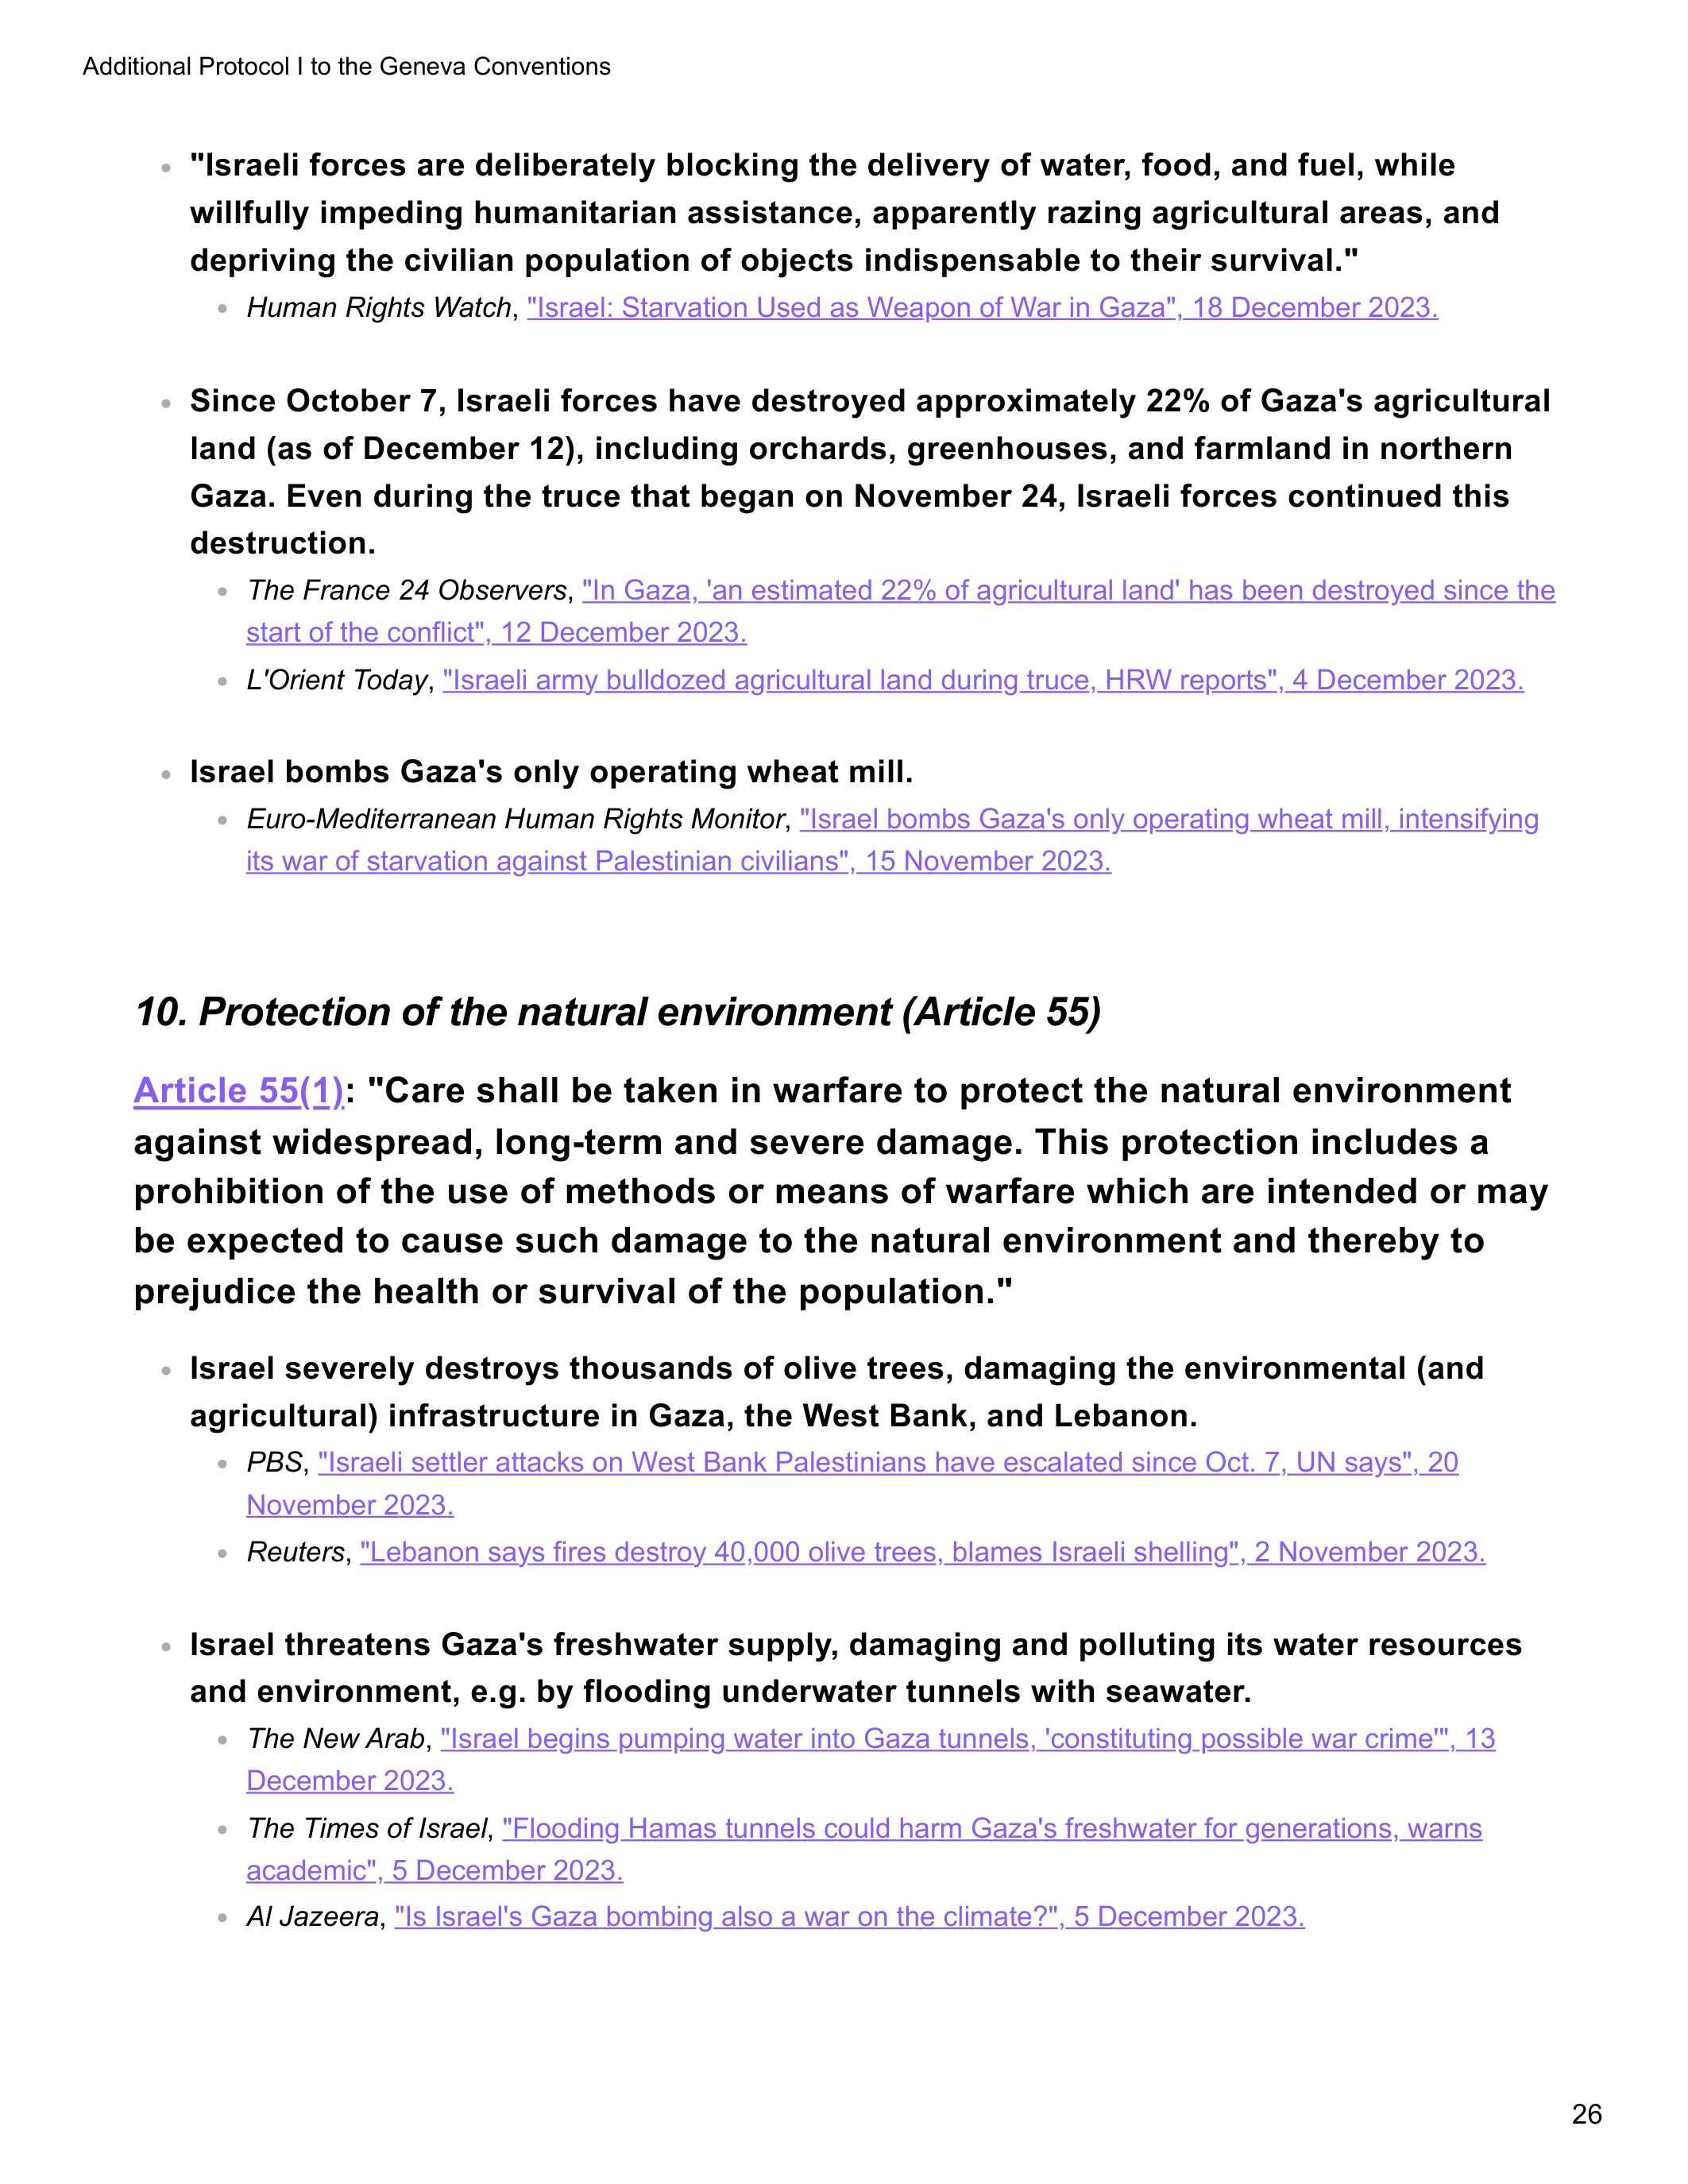 Additional Protocol I to the Geneva Conventions
"Israeli forces are deliberately blocking the delivery of water, food, and fuel, while
willfully impeding humanitarian assistance, apparently razing agricultural areas, and
depriving the civilian population of objects indispensable to their survival."
Human Rights Watch, "Israel: Starvation Used as Weapon of War in Gaza", 18 December 2023.
Since October 7, Israeli forces have destroyed approximately 22% of Gaza's agricultural
land (as of December 12), including orchards, greenhouses, and farmland in northern
Gaza. Even during the truce that began on November 24, Israeli forces continued this
destruction.
The France 24 Observers, "In Gaza, 'an estimated 22% of agricultural land' has been destroyed since the
start of the conflict", 12 December 2023.
L'Orient Today, "Israeli army bulldozed agricultural land during truce, HRW reports", 4 December 2023.
Israel bombs Gaza's only operating wheat mill.
Euro-Mediterranean Human Rights Monitor, "Israel bombs Gaza's only operating wheat mill, intensifying
its war of starvation against Palestinian civilians", 15 November 2023.
10. Protection of the natural environment (Article 55)
Article 55(1): "Care shall be taken in warfare to protect the natural environment
against widespread, long-term and severe damage. This protection includes a
prohibition of the use of methods or means of warfare which are intended or may
be expected to cause such damage to the natural environment and thereby to
prejudice the health or survival of the population."
Israel severely destroys thousands of olive trees, damaging the environmental (and
agricultural) infrastructure in Gaza, the West Bank, and Lebanon.
PBS, "Israeli settler attacks on West Bank Palestinians have escalated since Oct. 7, UN says", 20
November 2023.
Reuters, "Lebanon says fires destroy 40,000 olive trees, blames Israeli shelling", 2 November 2023.
Israel threatens Gaza's freshwater supply, damaging and polluting its water resources
and environment, e.g. by flooding underwater tunnels with seawater.
The New Arab, "Israel begins pumping water into Gaza tunnels, 'constituting possible war crime'", 13
December 2023.
The Times of Israel, "Flooding Hamas tunnels could harm Gaza's freshwater for generations, warns
academic", 5 December 2023.
Al Jazeera, "Is Israel's Gaza bombing also a war on the climate?", 5 December 2023.
26